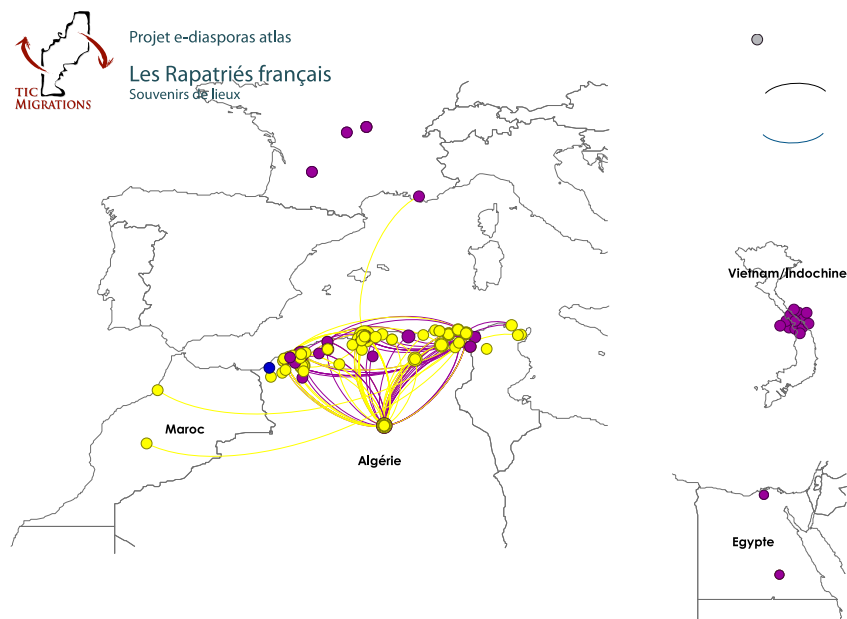 Projet e-diasporas atlas
Les Rapatriés français
Souvenirs de lieux
TIC
MIGRATIONS
Vietnam/Indochine
Maroc
Algérie
Egypte